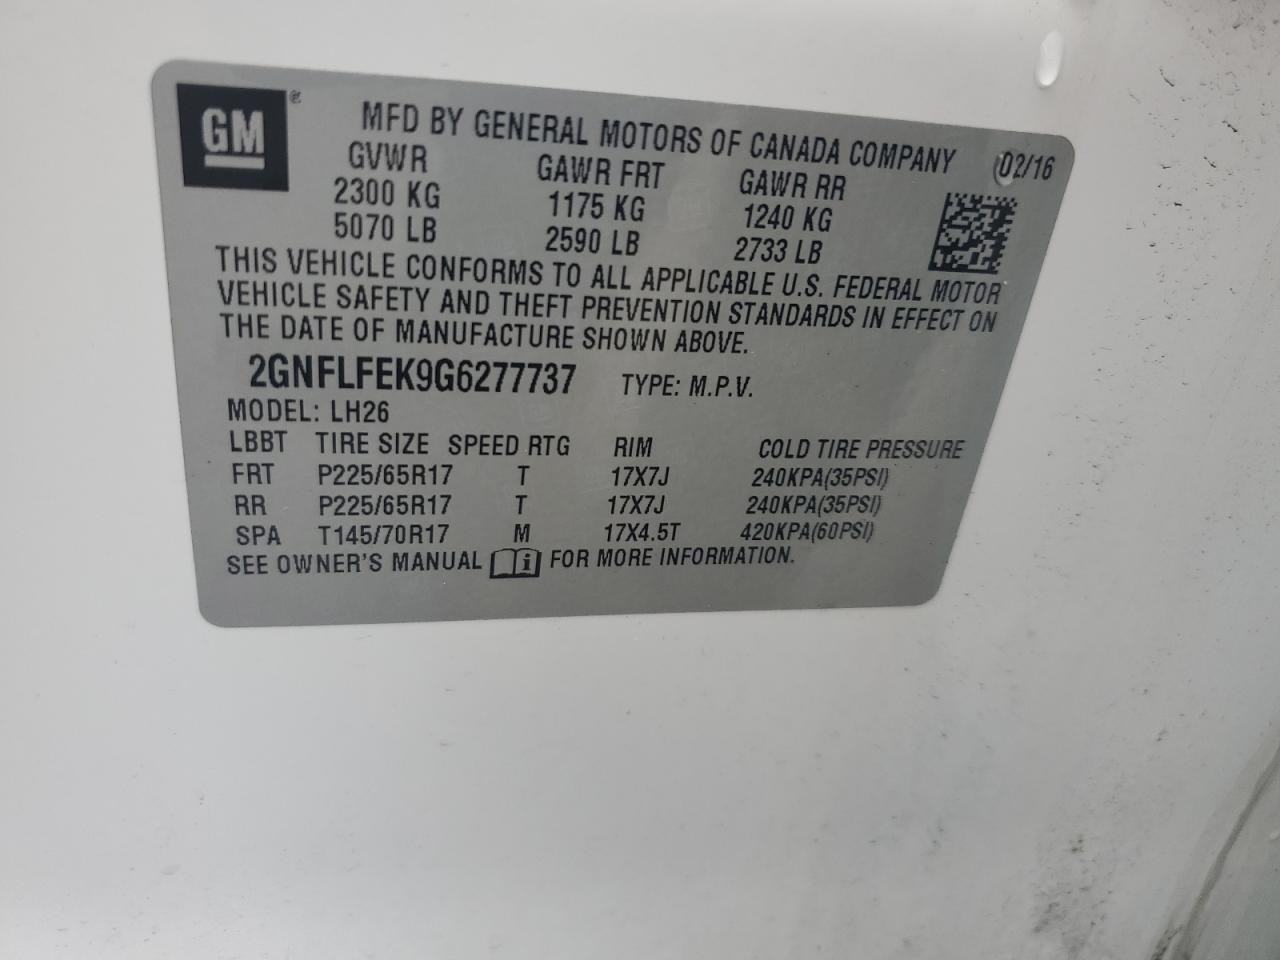 GM ®
MFD BY GENERAL MOTORS OF CANADA COMPANY 02/16
GVWR GAWR FRT GAWR RR
2300 KG 1175 KG 1240 KG
5070 LB 2590 LB 2733 LB
THIS VEHICLE CONFORMS TO ALL APPLICABLE U.S. FEDERAL MOTOR
VEHICLE SAFETY AND THEFT PREVENTION STANDARDS IN EFFECT ON
THE DATE OF MANUFACTURE SHOWN ABOVE.
2GNFLFEK9G6277737 TYPE: M.P.V.
MODEL: LH26
LBBT TIRE SIZE SPEED RTG RIM COLD TIRE PRESSURE
FRT P225/65R17 T 17X7J 240KPA(35PSI)
RR P225/65R17 T 17X7J 240KPA(35PSI)
SPA T145/70R17 M 17X4.5T 420KPA(60PSI)
SEE OWNER'S MANUAL i FOR MORE INFORMATION.